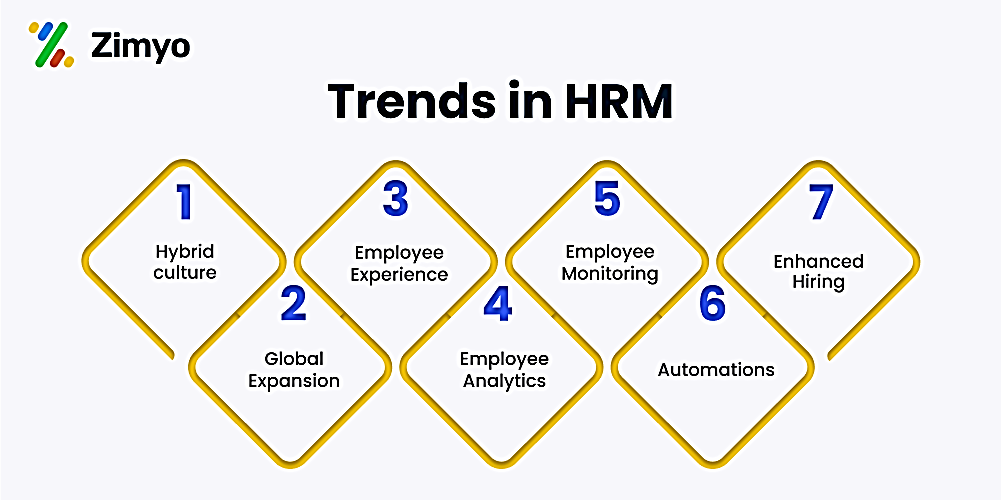 Zimyo
Trends in HRM
1
Hybrid
culture
2
Global
Expansion
3
Employee
Experience
4
Employee
Analytics
5
Employee
Monitoring
6
Automations
7
Enhanced
Hiring